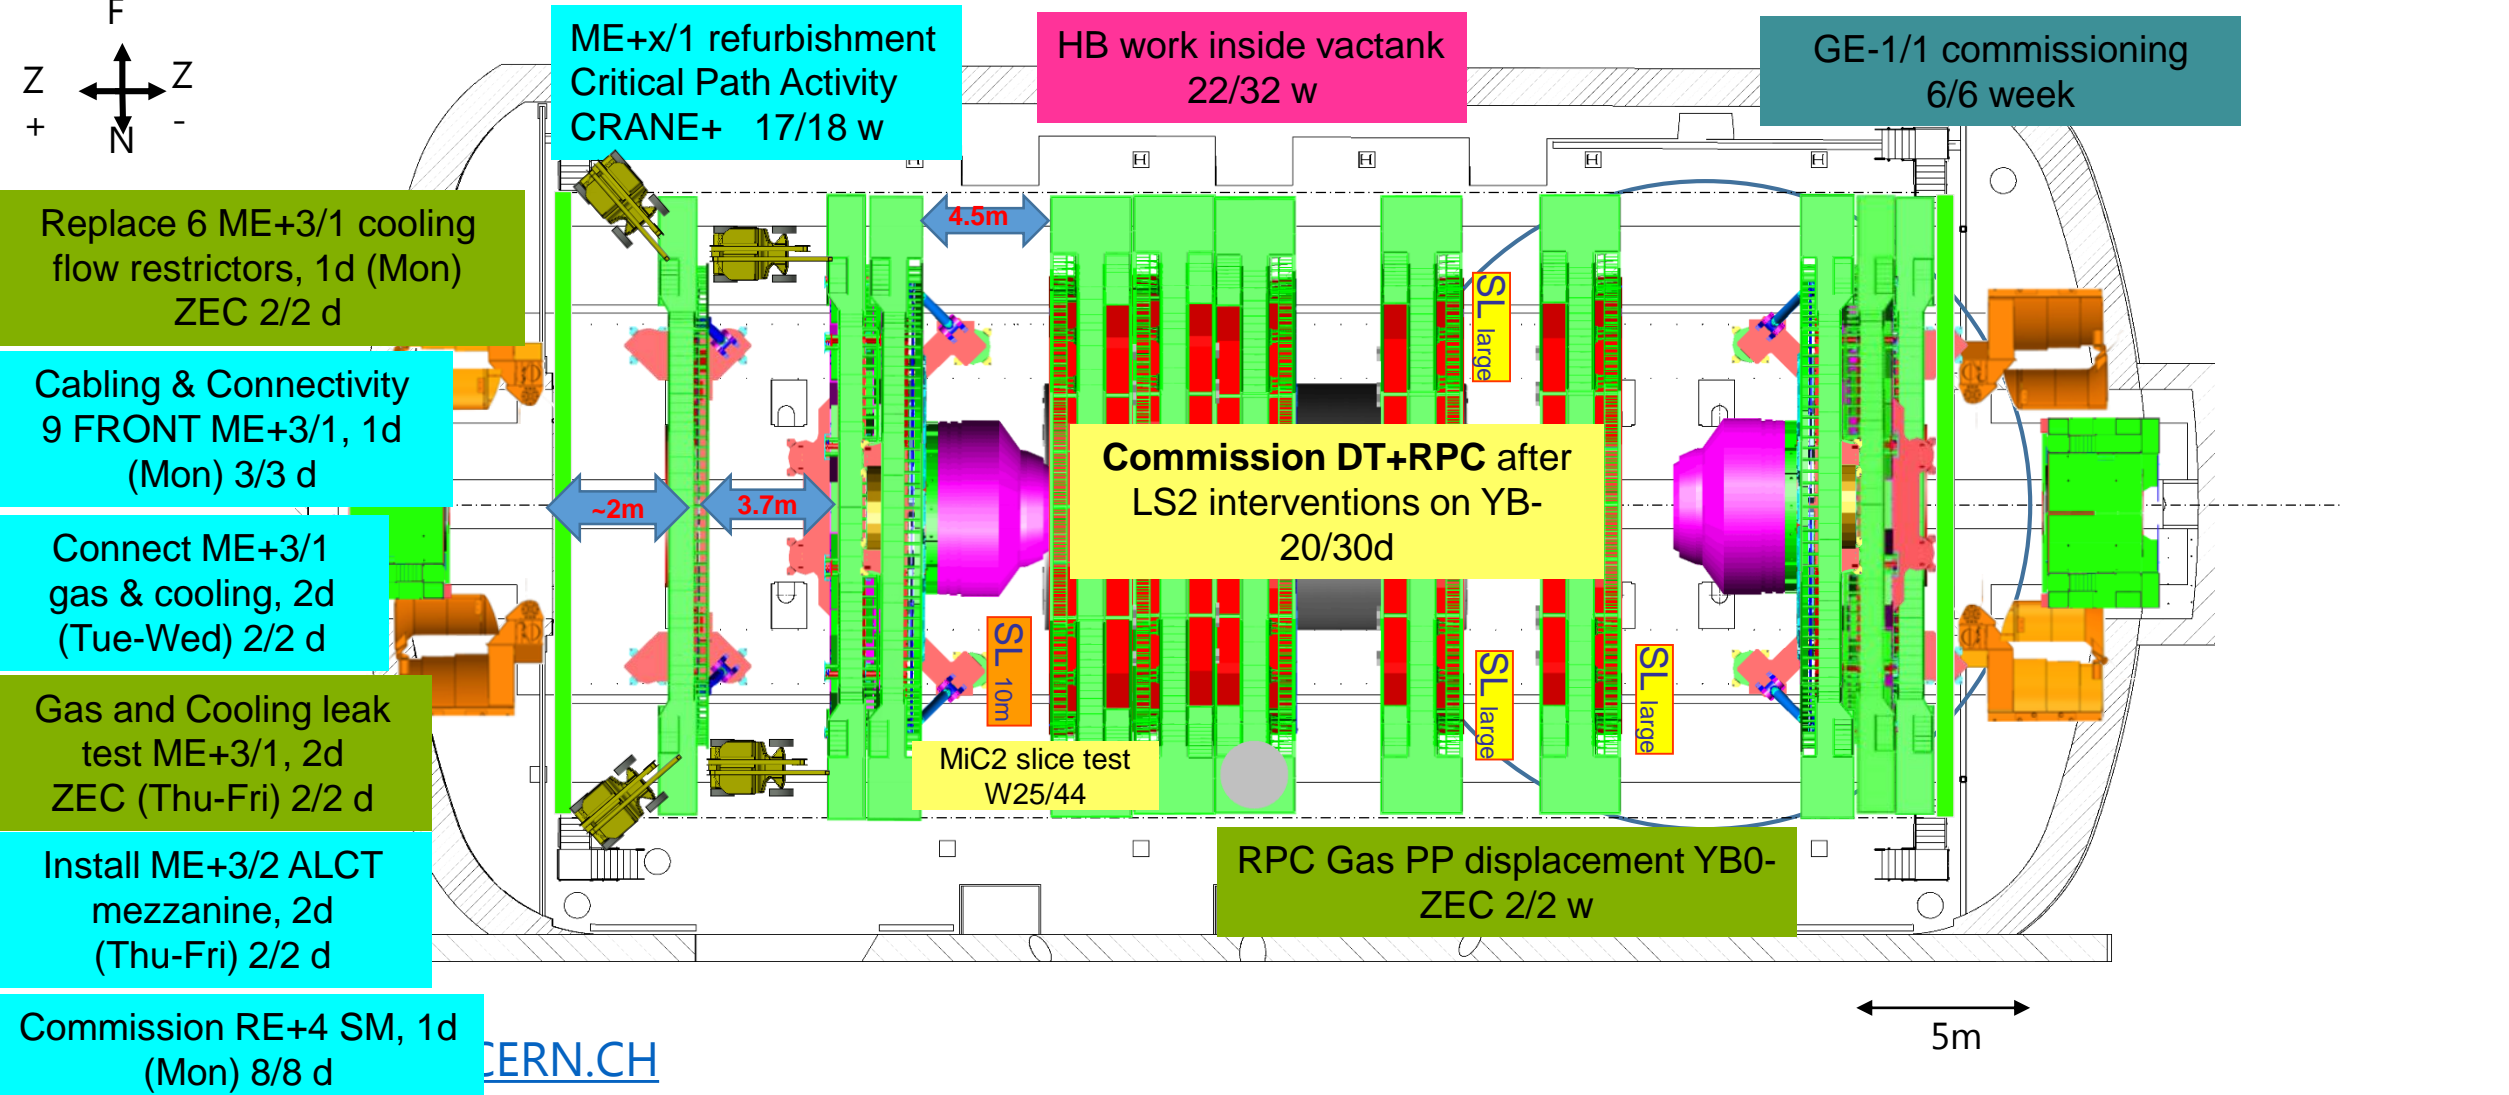 F
Z
Z
+
-
N
ME+x/1 refurbishment
Critical Path Activity
CRANE+ 17/18 w
HB work inside vactank
22/32 w
GE-1/1 commissioning
6/6 week
Replace 6 ME+3/1 cooling
flow restrictors, 1d (Mon)
ZEC 2/2 d
Cabling & Connectivity
9 FRONT ME+3/1, 1d
(Mon) 3/3 d
Connect ME+3/1
gas & cooling, 2d
(Tue-Wed) 2/2 d
Gas and Cooling leak
test ME+3/1, 2d
ZEC (Thu-Fri) 2/2 d
Install ME+3/2 ALCT
mezzanine, 2d
(Thu-Fri) 2/2 d
Commission RE+4 SM, 1d
(Mon) 8/8 d
CERN.CH
4.5m
~2m
3.7m
H
H
H
H
H
SL large
Commission DT+RPC after
LS2 interventions on YB-
20/30d
SL 10m
SL large
SL large
MiC2 slice test
W25/44
RPC Gas PP displacement YB0-
ZEC 2/2 w
5m